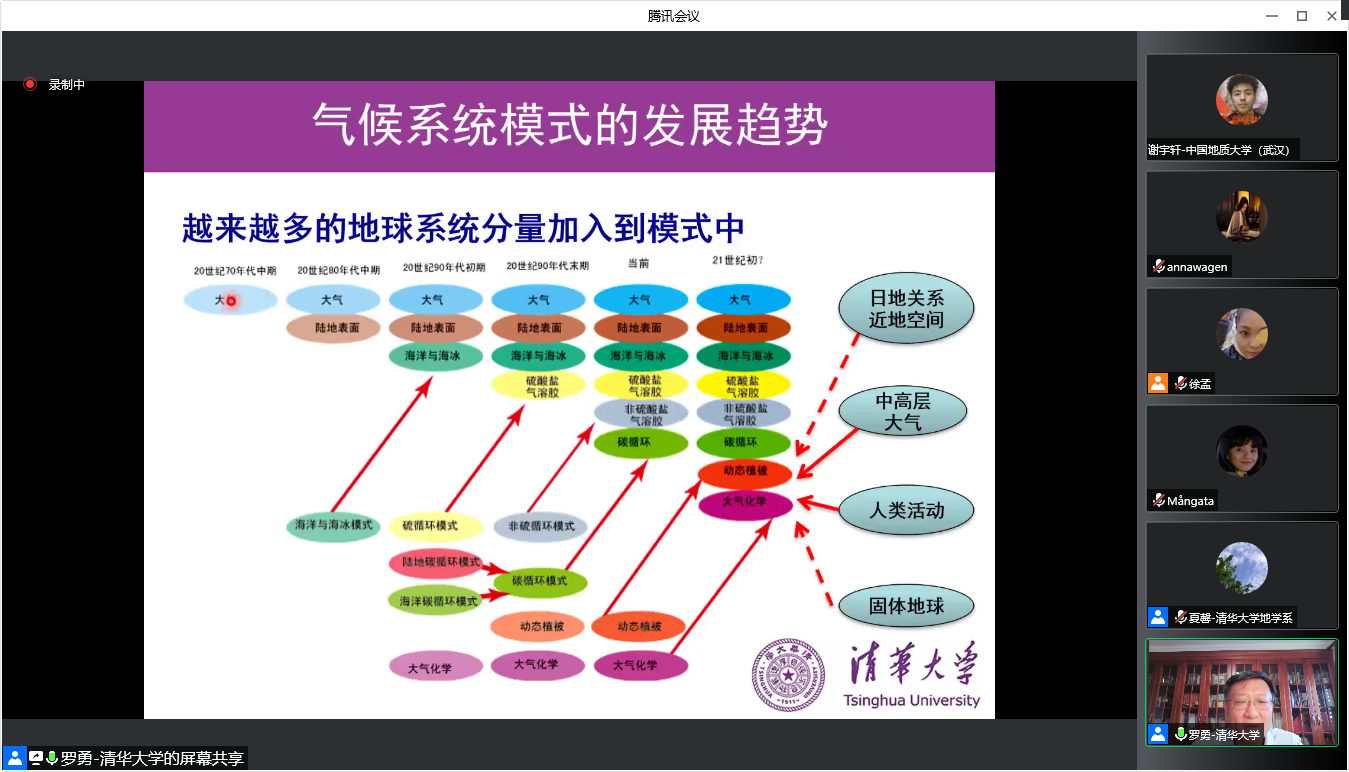 腾讯会议
录制中
气候系统模式的发展趋势
越来越多的地球系统分量加入到模式中
20世纪70年代中期
20世纪80年代中期
20世纪90年代初期
20世纪90年代末期
当前
21世纪初?
大
大气
大气
大气
大气
大气
陆地表面
陆地表面
陆地表面
陆地表面
陆地表面
海洋与海冰
海洋与海冰
海洋与海冰
海洋与海冰
硫酸盐
气溶胶
硫酸盐
气溶胶
硫酸盐
气溶胶
非硫酸盐
气溶胶
非硫酸盐
气溶胶
碳循环
碳循环
动态植被
大气化学
海洋与海冰模式
硫循环模式
非硫循环模式
陆地碳循环模式
碳循环模式
海洋碳循环模式
动态植被
动态植被
大气化学
大气化学
大气化学
日地关系
近地空间
中高层
大气
人类活动
固体地球
TSINGHUA UNIVERSITY
-1911-
清华大学
Tsinghua University
谢宇轩-中国地质大学（武汉）
annawagen
徐孟
Mångata
夏馨-清华大学地学系
罗勇-清华大学
罗勇-清华大学的屏幕共享